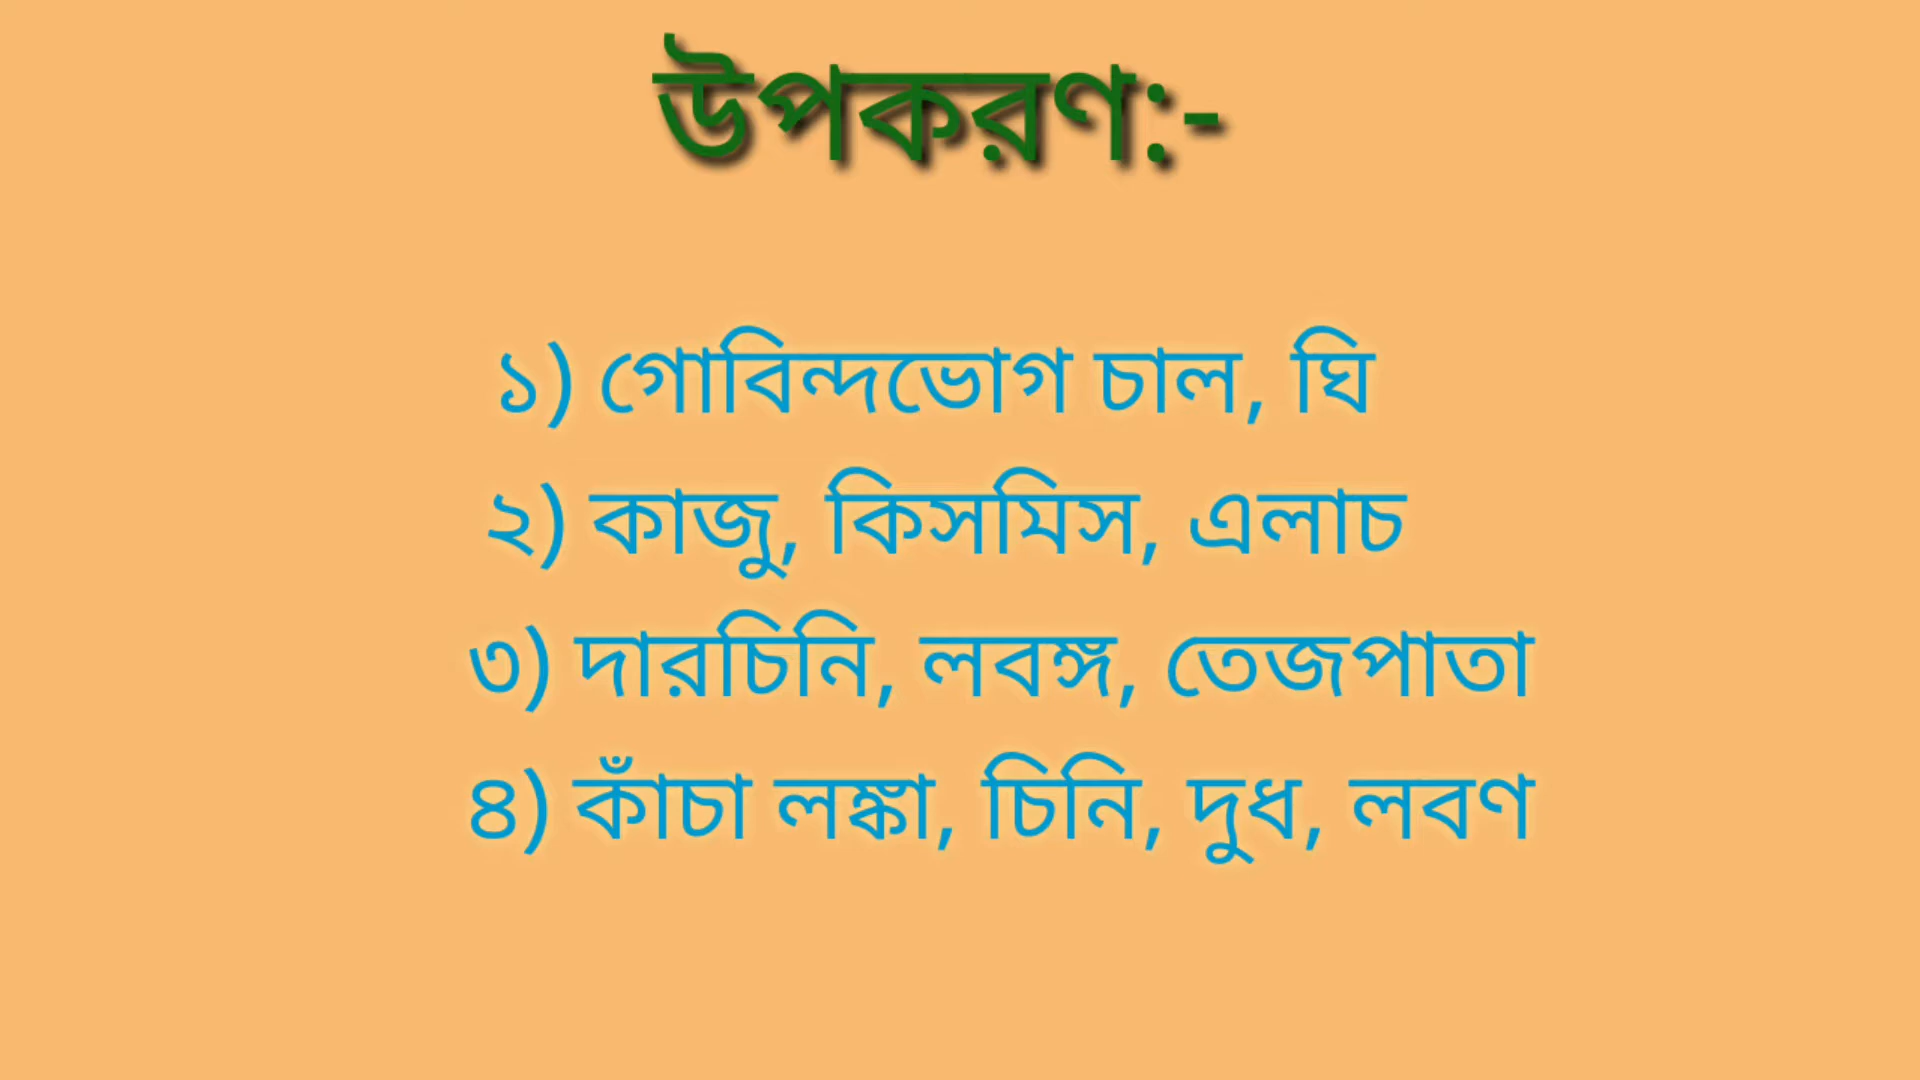 উপকরণ:-
১) গোবিন্দভোগ চাল, ঘি
২) কাজু, কিসমিস, এলাচ
৩) দারচিনি, লবঙ্গ, তেজপাতা
৪) কাঁচা লঙ্কা, চিনি, দুধ, লবণ